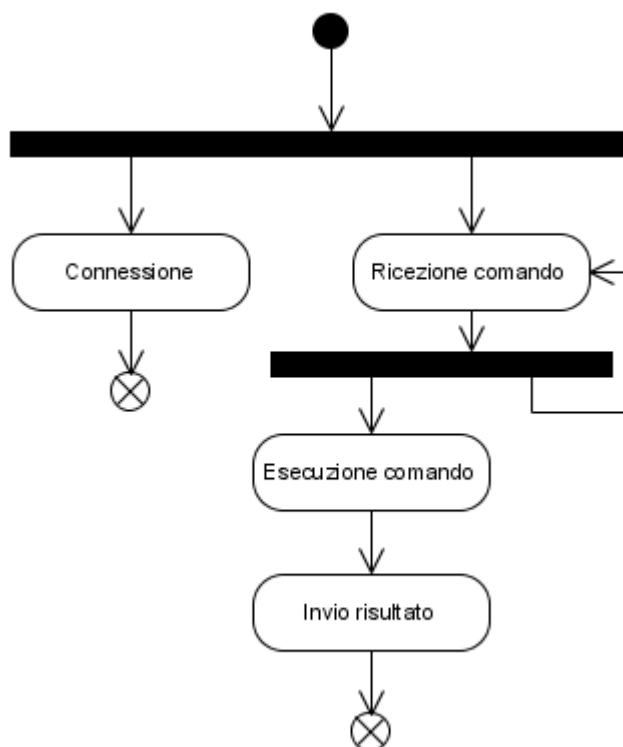 Connessione
Ricezione comando
Esecuzione comando
Invio risultato